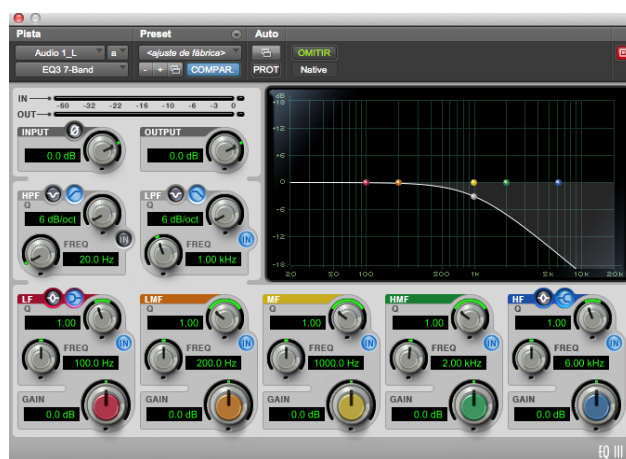 Pista Preset Auto
Audio 1_L a <ajuste de fábrica>
OMITIR
EQ3 7-Band - + COMPAR. PROT Native
IN
-60 -32 -22 -16 -10 -6 -3 0
OUT
INPUT Ø OUTPUT
0.0 dB 0.0 dB
HPF LPF
Q Q
6 dB/oct 6 dB/oct
IN IN
FREQ FREQ
20.0 Hz 1.00 kHz
dB
+18
+12
+6
0
-6
-12
-18
20 50 100 500 1k 5k 10k 20k
LF LMF MF HMF HF
Q Q Q Q Q
1.00 1.00 1.00 1.00 1.00
IN IN IN IN IN
FREQ FREQ FREQ FREQ FREQ
100.0 Hz 200.0 Hz 1000.0 Hz 2.00 kHz 6.00 kHz
GAIN GAIN GAIN GAIN GAIN
0.0 dB 0.0 dB 0.0 dB 0.0 dB 0.0 dB
EQ III